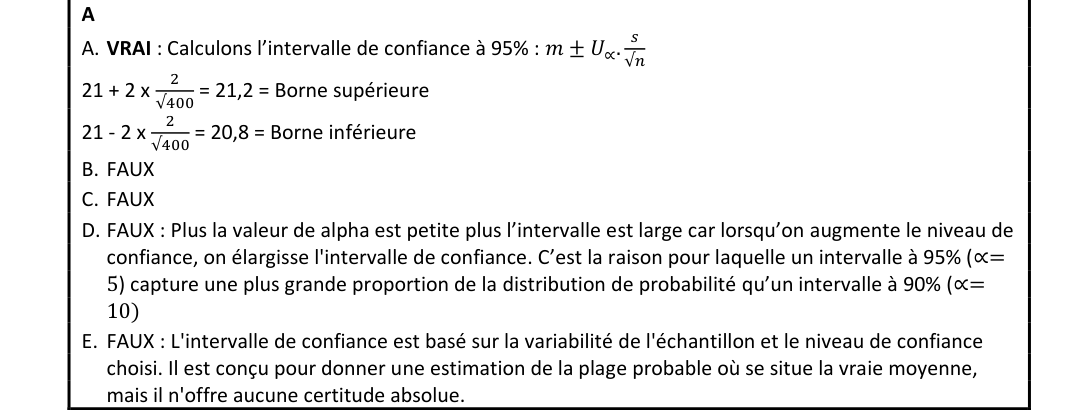 A
A. VRAI : Calculons l’intervalle de confiance à 95% : m ± U∝. s/√n
21 + 2 x 2/√400 = 21,2 = Borne supérieure
21 - 2 x 2/√400 = 20,8 = Borne inférieure
B. FAUX
C. FAUX
D. FAUX : Plus la valeur de alpha est petite plus l’intervalle est large car lorsqu’on augmente le niveau de
confiance, on élargisse l'intervalle de confiance. C’est la raison pour laquelle un intervalle à 95% (∝=
5) capture une plus grande proportion de la distribution de probabilité qu’un intervalle à 90% (∝=
10)
E. FAUX : L'intervalle de confiance est basé sur la variabilité de l'échantillon et le niveau de confiance
choisi. Il est conçu pour donner une estimation de la plage probable où se situe la vraie moyenne,
mais il n'offre aucune certitude absolue.